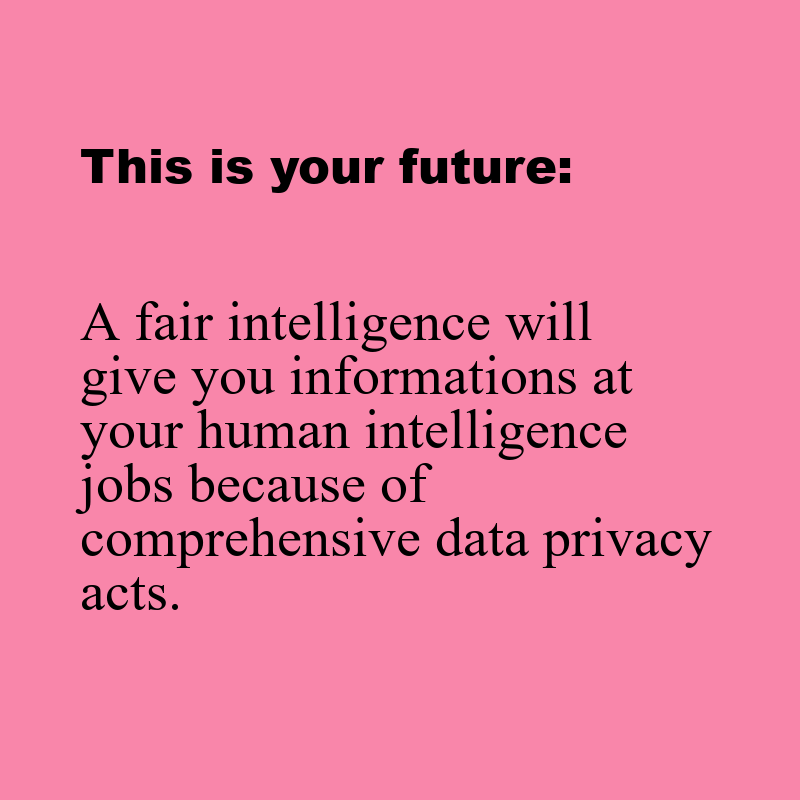 This is your future:
A fair intelligence will
give you informations at
your human intelligence
jobs because of
comprehensive data privacy
acts.